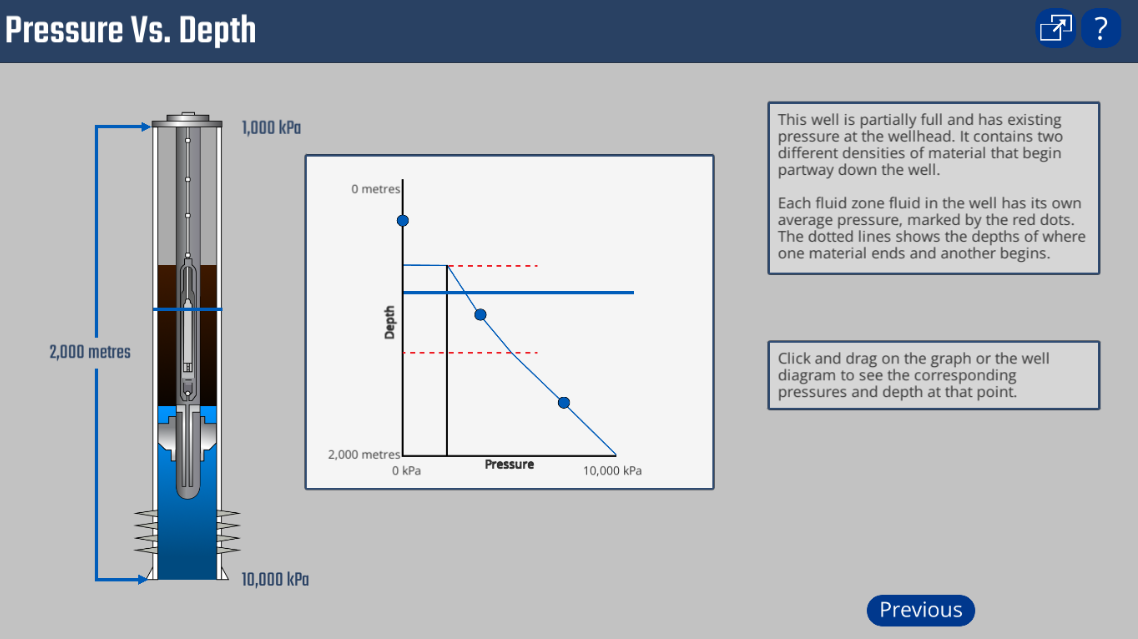 Pressure Vs. Depth
?
1,000 kPa
2,000 metres
10,000 kPa
0 metres
Depth
2,000 metres
0 kPa
Pressure
10,000 kPa
This well is partially full and has existing
pressure at the wellhead. It contains two
different densities of material that begin
partway down the well.
Each fluid zone fluid in the well has its own
average pressure, marked by the red dots.
The dotted lines shows the depths of where
one material ends and another begins.
Click and drag on the graph or the well
diagram to see the corresponding
pressures and depth at that point.
Previous